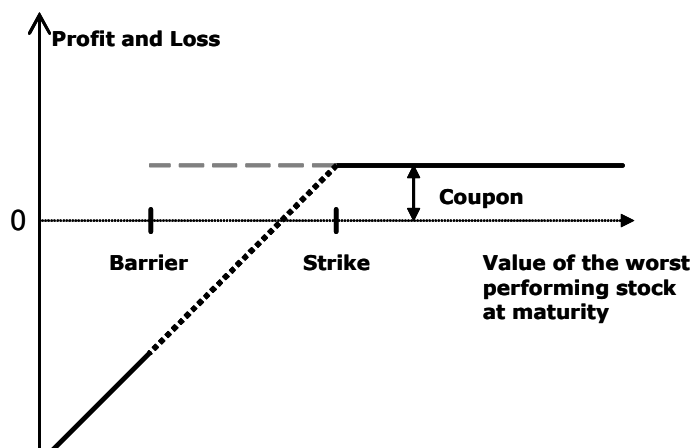 Profit and Loss
Coupon
0
Barrier
Strike
Value of the worst
performing stock
at maturity